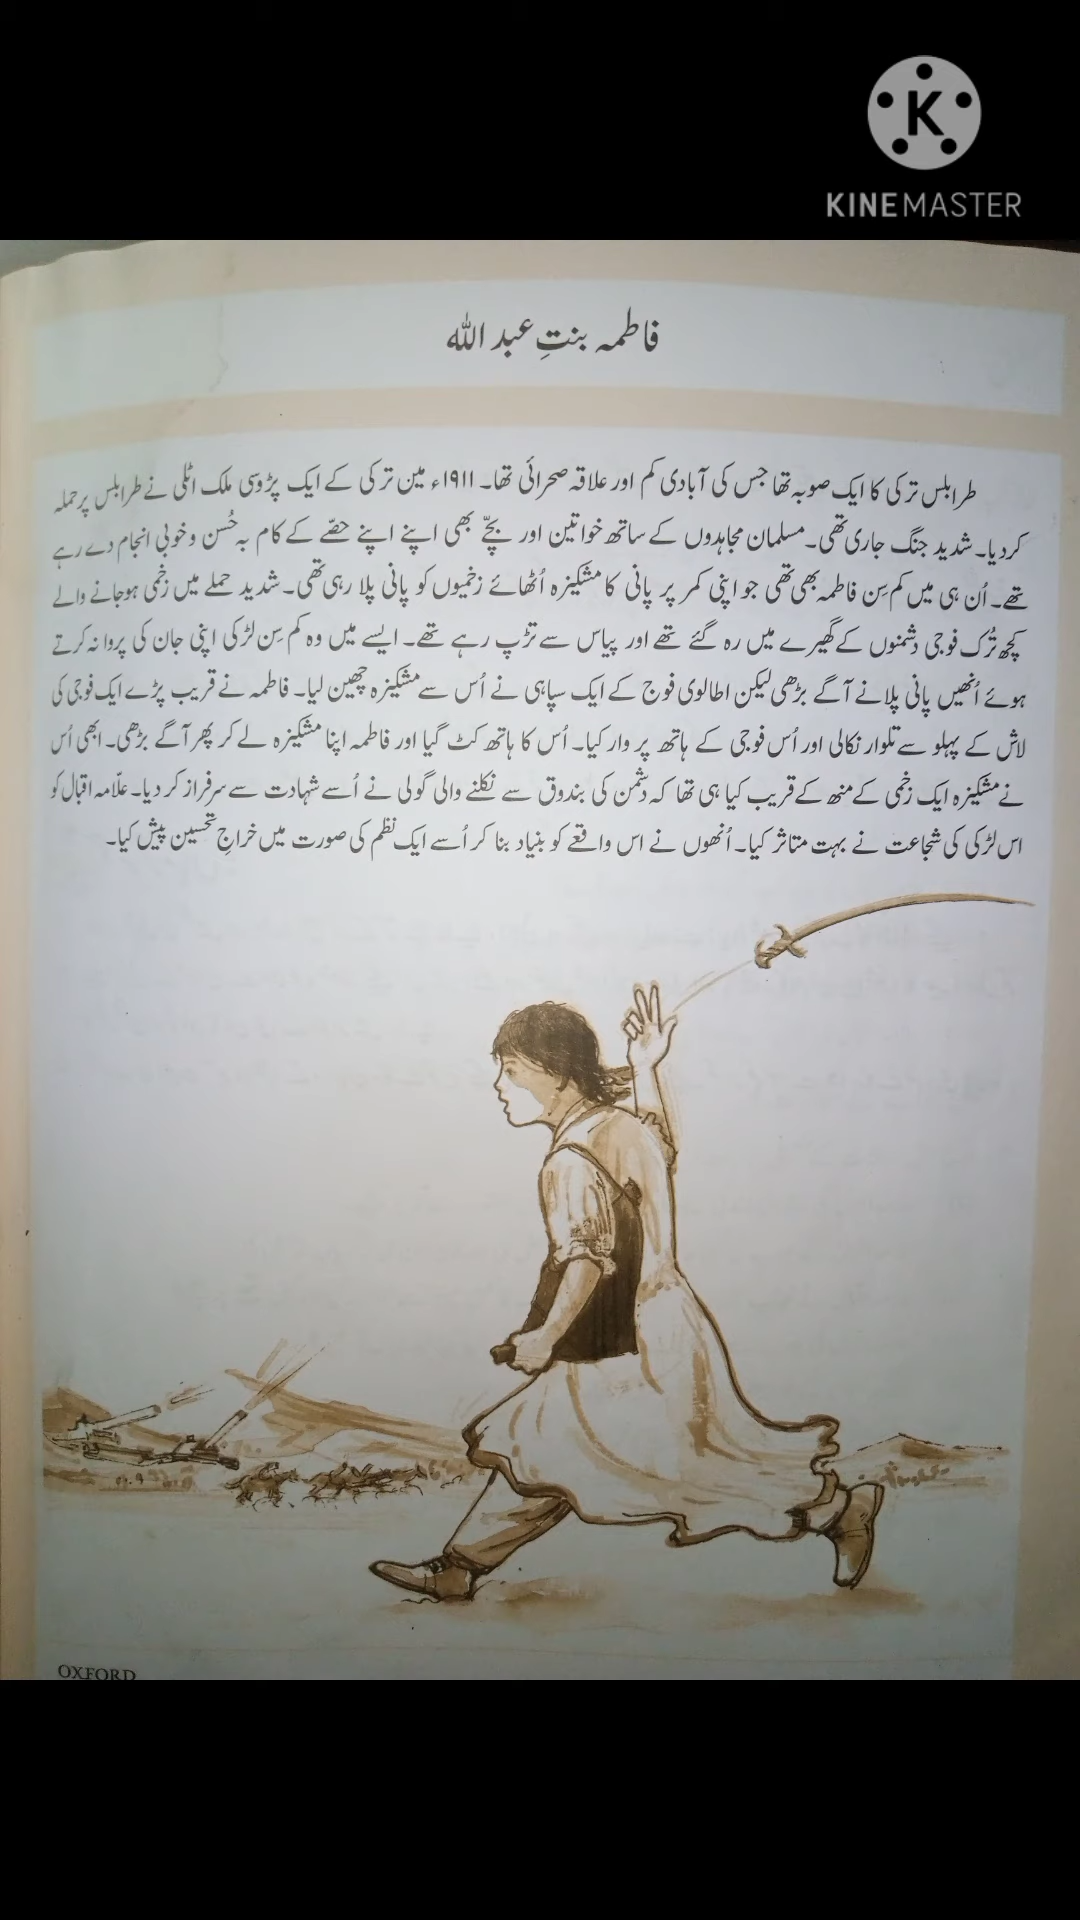 KINEMASTER
فاطمہ بنتِ عبد اللہ
طرابلس ترکی کا ایک صوبہ تھا جس کی آبادی کم اور علاقہ صحرائی تھا۔ ۱۹۱۱ء مین ترکی کے ایک پڑوسی ملک اٹلی نے طرابلس پر حملہ
کر دیا۔ شدید جنگ جاری تھی۔ مسلمان مجاہدوں کے ساتھ خواتین اور بچّے بھی اپنے اپنے حصّے کے کام بہ حُسن و خوبی انجام دے رہے
تھے۔ اُن ہی میں کم سِن فاطمہ بھی تھی جو اپنی کمر پر پانی کا مشکیزہ اُٹھائے زخمیوں کو پانی پلا رہی تھی۔ شدید حملے میں زخمی ہوجانے والے
کچھ تُرک فوجی دشمنوں کے گھیرے میں رہ گئے تھے اور پیاس سے تڑپ رہے تھے۔ ایسے میں وہ کم سِن لڑکی اپنی جان کی پروا نہ کرتے
ہوئے اُنھیں پانی پلانے آگے بڑھی لیکن اطالوی فوج کے ایک سپاہی نے اُس سے مشکیزہ چھین لیا۔ فاطمہ نے قریب پڑے ایک فوجی کی
لاش کے پہلو سے تلوار نکالی اور اُس فوجی کے ہاتھ پر وار کیا۔ اُس کا ہاتھ کٹ گیا اور فاطمہ اپنا مشکیزہ لے کر پھر آگے بڑھی۔ ابھی اُس
نے مشکیزہ ایک زخمی کے منھ کے قریب کیا ہی تھا کہ دشمن کی بندوق سے نکلنے والی گولی نے اُسے شہادت سے سرفراز کر دیا۔ علّامہ اقبال کو
اس لڑکی کی شجاعت نے بہت متاثر کیا۔ اُنھوں نے اس واقعے کو بنیاد بنا کر اُسے ایک نظم کی صورت میں خراجِ تحسین پیش کیا۔
OXFORD